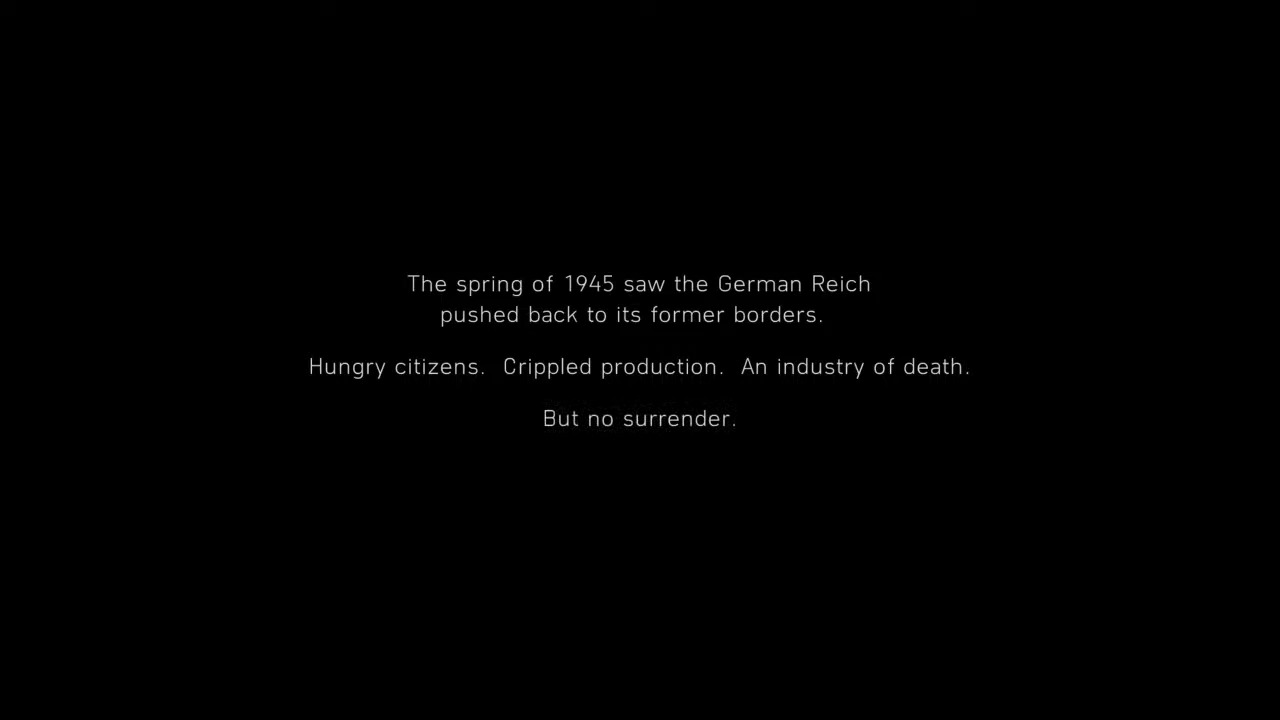 The spring of 1945 saw the German Reich
pushed back to its former borders.
Hungry citizens. Crippled production. An industry of death.
But no surrender.